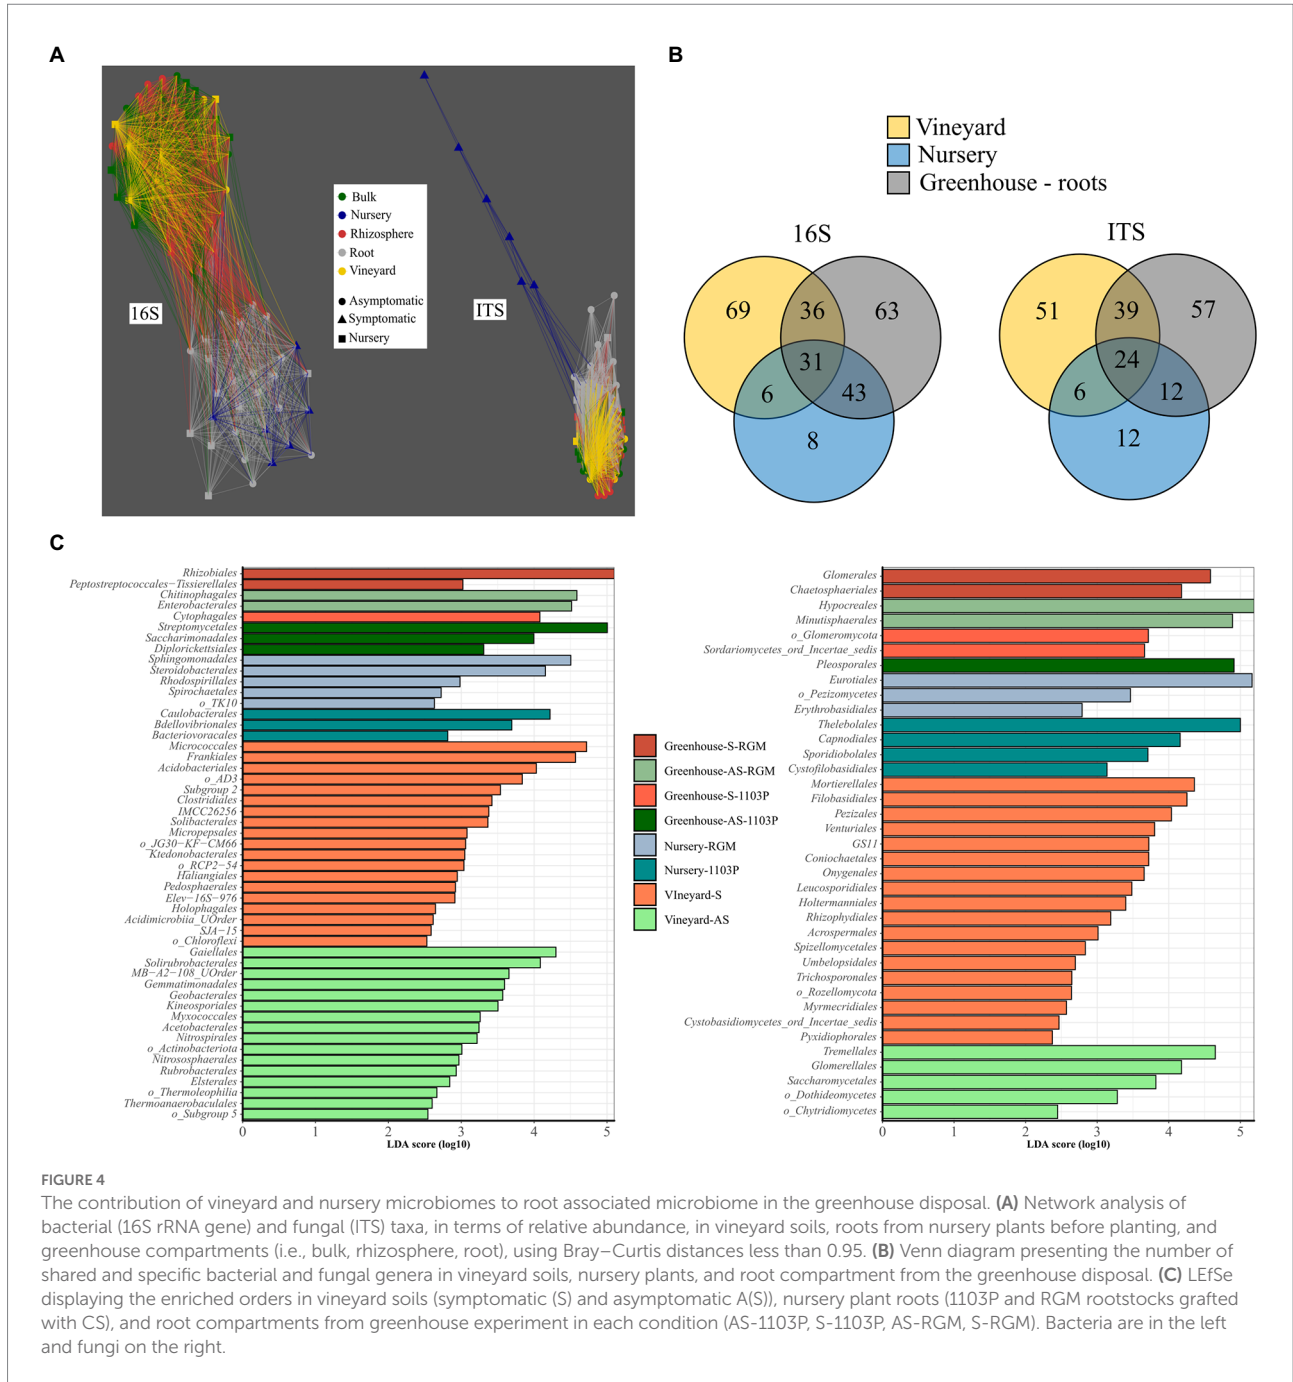 A
16S
ITS
Bulk
Nursery
Rhizosphere
Root
Vineyard
Asymptomatic
Symptomatic
Nursery
B
Vineyard
Nursery
Greenhouse - roots
16S
69
36
63
31
6
43
8
ITS
51
39
57
24
6
12
12
C
Rhizobiales
Peptostreptococcales−Tissierellales
Chitinophagales
Enterobacterales
Cytophagales
Streptomycetales
Saccharimonadales
Diplorickettsiales
Sphingomonadales
Steroidobacterales
Rhodospirillales
Spirochaetales
o_TK10
Caulobacterales
Bdellovibrionales
Bacteriovoracales
Micrococcales
Frankiales
Acidobacteriales
o_AD3
Subgroup 2
Clostridiales
IMCC26256
Solibacterales
Micropepsales
o_JG30-KF-CM66
Ktedonobacterales
o_RCP2-54
Haliangiales
Pedosphaerales
Elev-16S-976
Holophagales
Acidimicrobiia_UOrder
SJA-15
o_Chloroflexi
Gaiellales
Solirubrobacterales
MB−A2−108_UOrder
Gemmatimonadales
Geobacterales
Kineosporiales
Myxococcales
Acetobacterales
Nitrospirales
o_Actinobacteriota
Nitrososphaerales
Rubrobacterales
Elsterales
o_Thermoleophilia
Thermoanaerobaculales
o_Subgroup 5
0 1 2 3 4 5
LDA score (log10)
Greenhouse-S-RGM
Greenhouse-AS-RGM
Greenhouse-S-1103P
Greenhouse-AS-1103P
Nursery-RGM
Nursery-1103P
VIneyard-S
Vineyard-AS
Glomerales
Chaetosphaeriales
Hypocreales
Minutisphaerales
o_Glomeromycota
Sordariomycetes_ord_Incertae_sedis
Pleosporales
Eurotiales
o_Pezizomycetes
Erythrobasidiales
Thelebolales
Capnodiales
Sporidiobolales
Cystofilobasidiales
Mortierellales
Filobasidiales
Pezizales
Venturiales
GS11
Coniochaetales
Onygenales
Leucosporidiales
Holtermanniales
Rhizophydiales
Acrospermales
Spizellomycetales
Umbelopsidales
Trichosporonales
o_Rozellomycota
Myrmecridiales
Cystobasidiomycetes_ord_Incertae_sedis
Pyxidiophorales
Tremellales
Glomerellales
Saccharomycetales
o_Dothideomycetes
o_Chytridiomycetes
0 1 2 3 4 5
LDA score (log10)
FIGURE 4
The contribution of vineyard and nursery microbiomes to root associated microbiome in the greenhouse disposal. (A) Network analysis of
bacterial (16S rRNA gene) and fungal (ITS) taxa, in terms of relative abundance, in vineyard soils, roots from nursery plants before planting, and
greenhouse compartments (i.e., bulk, rhizosphere, root), using Bray–Curtis distances less than 0.95. (B) Venn diagram presenting the number of
shared and specific bacterial and fungal genera in vineyard soils, nursery plants, and root compartment from the greenhouse disposal. (C) LEfSe
displaying the enriched orders in vineyard soils (symptomatic (S) and asymptomatic A(S)), nursery plant roots (1103P and RGM rootstocks grafted
with CS), and root compartments from greenhouse experiment in each condition (AS-1103P, S-1103P, AS-RGM, S-RGM). Bacteria are in the left
and fungi on the right.